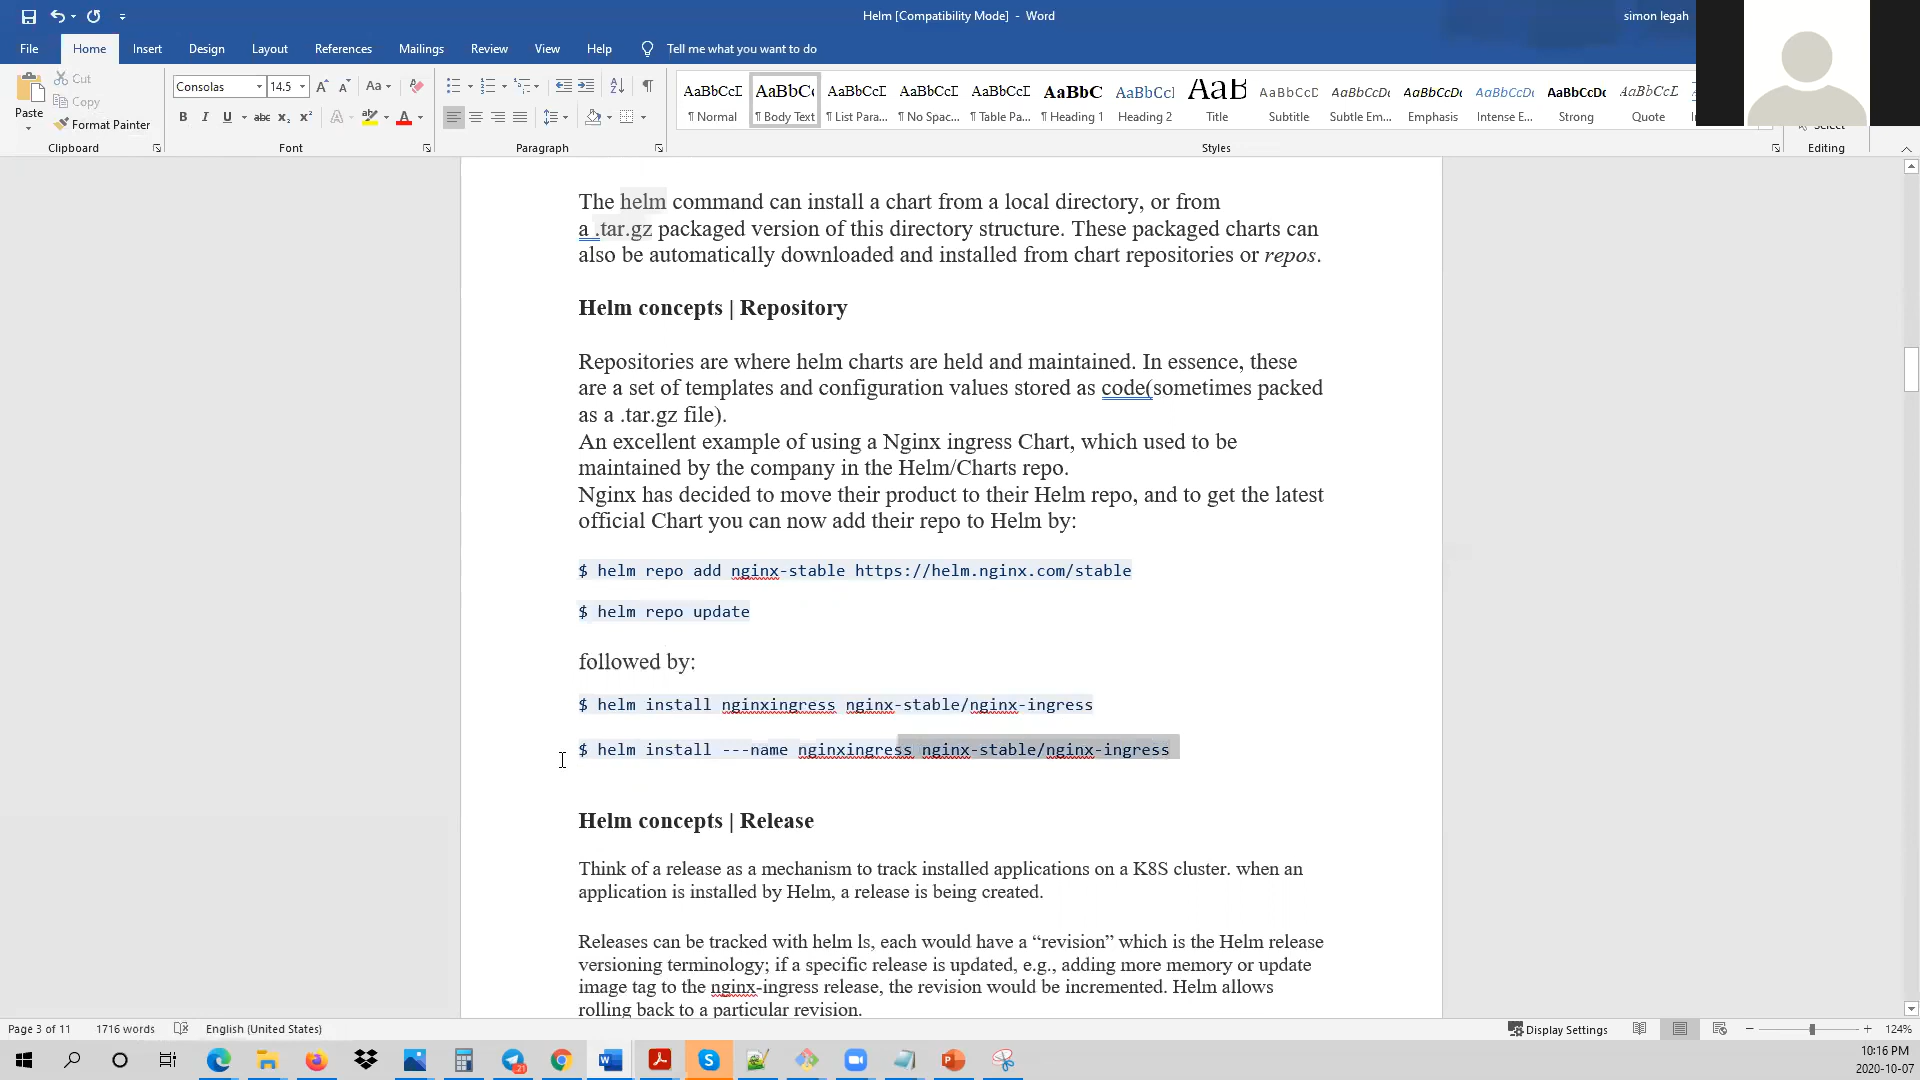 Helm [Compatibility Mode] - Word
simon legah
File Home Insert Design Layout References Mailings Review View Help Tell me what you want to do
Paste
Cut
Copy
Format Painter
Clipboard
Consolas 14.5
Font
Paragraph
AaBbCcD AaBbCc AaBbCcD AaBbCcD AaBbCcD AaBbC AaBbCc AaB AaBbCcD AaBbCcDc AaBbCcDc AaBbCcDc AaBbCcDc AaBbCcD
¶ Normal ¶ Body Text ¶ List Para... ¶ No Spac... ¶ Table Pa... ¶ Heading 1 Heading 2 Title Subtitle Subtle Em... Emphasis Intense E... Strong Quote
Styles
Select
Editing
The helm command can install a chart from a local directory, or from
a .tar.gz packaged version of this directory structure. These packaged charts can
also be automatically downloaded and installed from chart repositories or repos.
Helm concepts | Repository
Repositories are where helm charts are held and maintained. In essence, these
are a set of templates and configuration values stored as code(sometimes packed
as a .tar.gz file).
An excellent example of using a Nginx ingress Chart, which used to be
maintained by the company in the Helm/Charts repo.
Nginx has decided to move their product to their Helm repo, and to get the latest
official Chart you can now add their repo to Helm by:
$ helm repo add nginx-stable https://helm.nginx.com/stable
$ helm repo update
followed by:
$ helm install nginxingress nginx-stable/nginx-ingress
$ helm install ---name nginxingress nginx-stable/nginx-ingress
Helm concepts | Release
Think of a release as a mechanism to track installed applications on a K8S cluster. when an
application is installed by Helm, a release is being created.
Releases can be tracked with helm ls, each would have a “revision” which is the Helm release
versioning terminology; if a specific release is updated, e.g., adding more memory or update
image tag to the nginx-ingress release, the revision would be incremented. Helm allows
rolling back to a particular revision.
Page 3 of 11 1716 words English (United States) Display Settings 124%
10:16 PM
2020-10-07